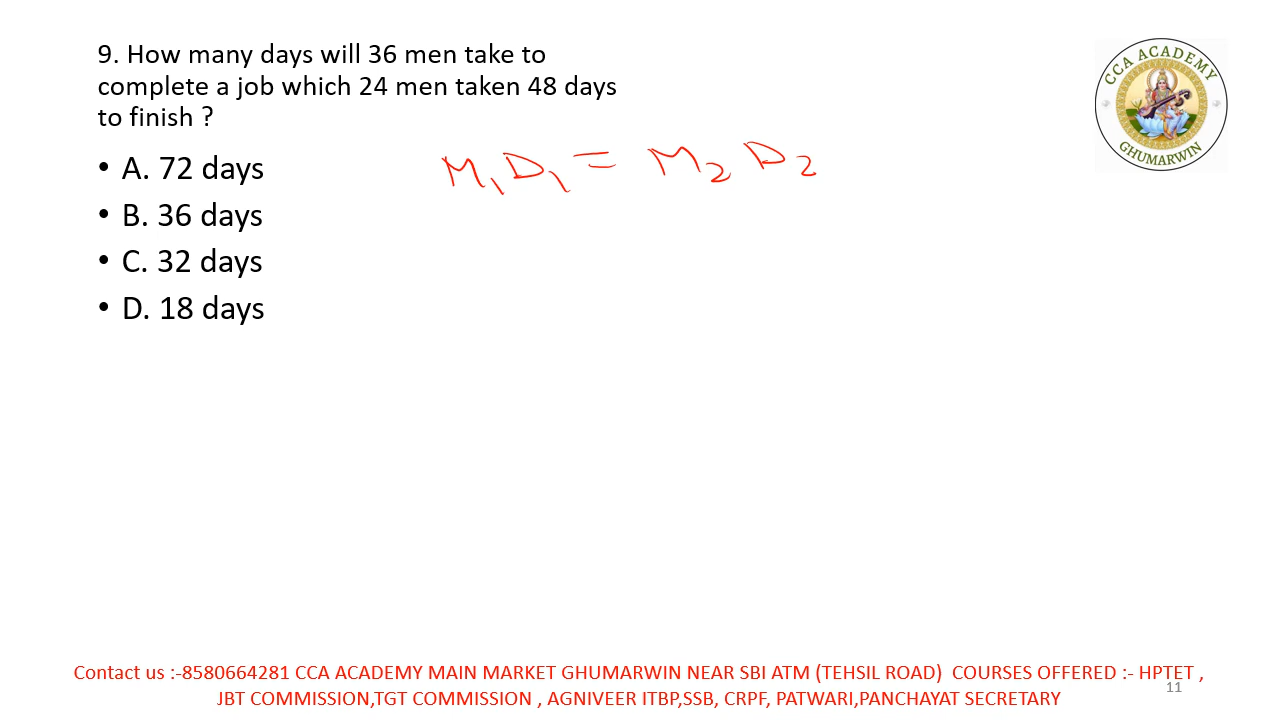 9. How many days will 36 men take to
complete a job which 24 men taken 48 days
to finish ?
• A. 72 days
• B. 36 days
• C. 32 days
• D. 18 days
M₁D₁ = M₂ D₂
CCA ACADEMY
GHUMARWIN
Contact us :-8580664281 CCA ACADEMY MAIN MARKET GHUMARWIN NEAR SBI ATM (TEHSIL ROAD)  COURSES OFFERED :- HPTET ,
JBT COMMISSION,TGT COMMISSION , AGNIVEER ITBP,SSB, CRPF, PATWARI,PANCHAYAT SECRETARY
11